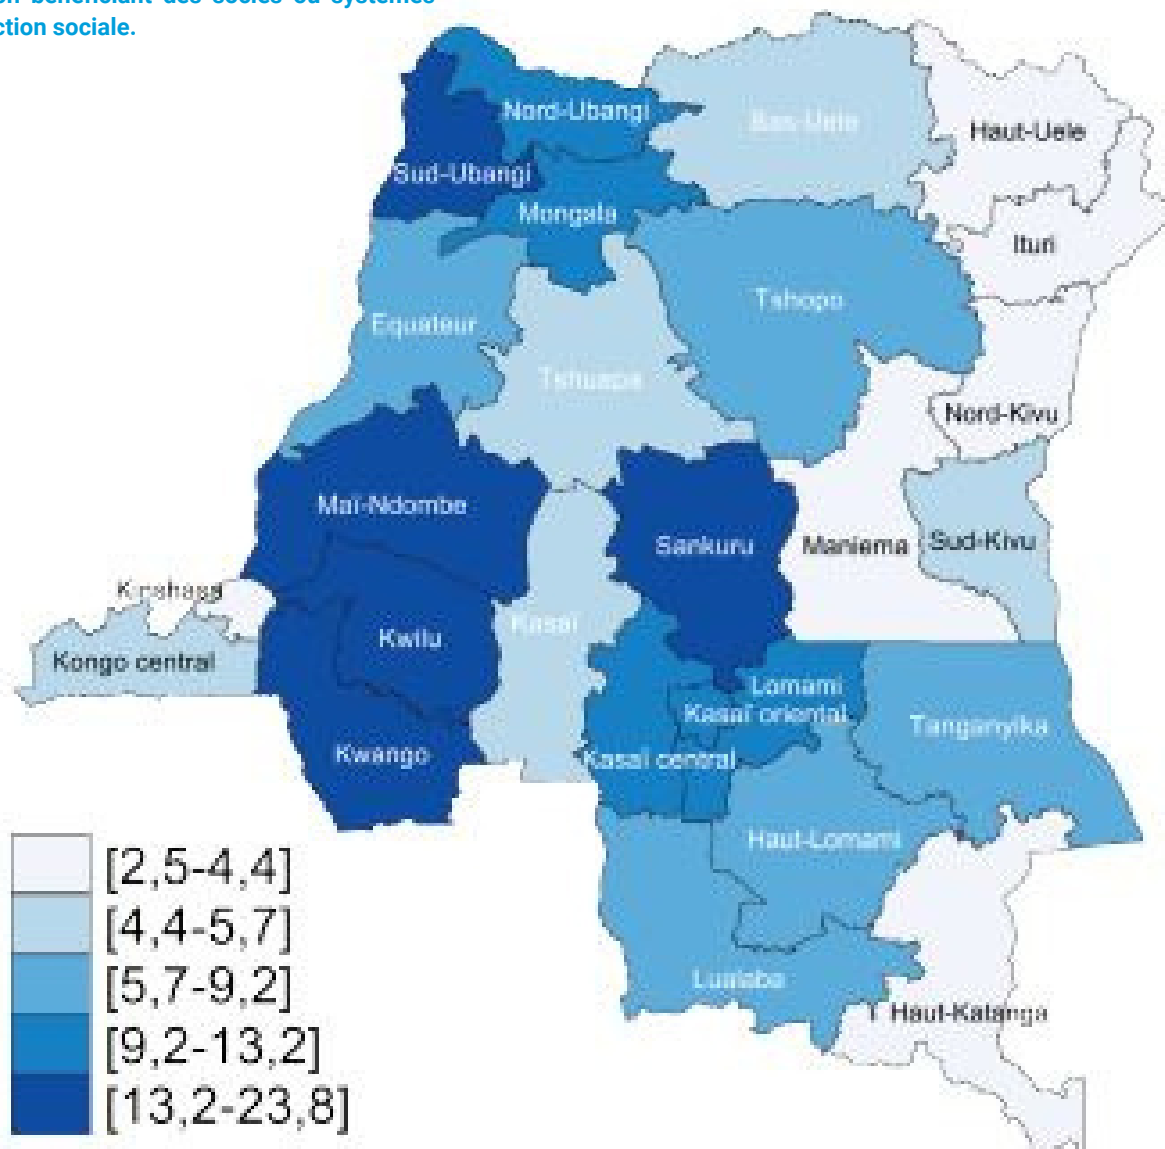 ction sociale.
Nord-Ubangi
Bas-Uele
Haut-Uele
Sud-Ubangi
Mongala
Ituri
Tshopo
Equateur
Tshuapa
Nord-Kivu
Maï-Ndombe
Sankuru
Maniema
Sud-Kivu
Kinshasa
Kasaï
Kwilu
Kongo central
Lomami
Kasaï oriental
Tanganyika
Kwango
Kasaï central
Haut-Lomami
Lualaba
Haut-Katanga
[2,5-4,4]
[4,4-5,7]
[5,7-9,2]
[9,2-13,2]
[13,2-23,8]